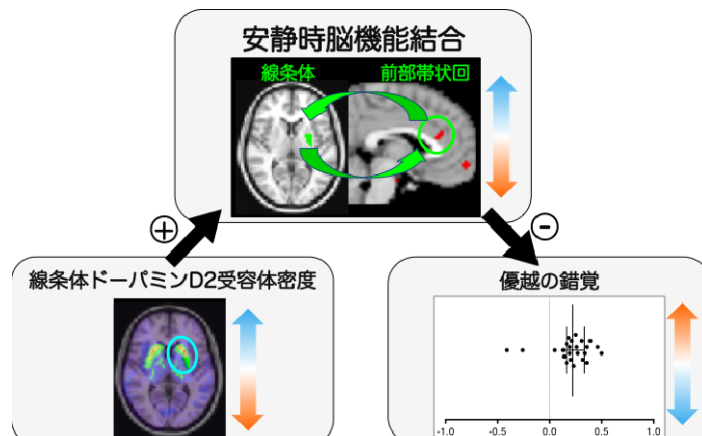 安静時脳機能結合
線条体 前部帯状回
⊕
⊖
線条体ドーパミンD2受容体密度
優越の錯覚
-1.0 -0.5 0.0 0.5 1.0